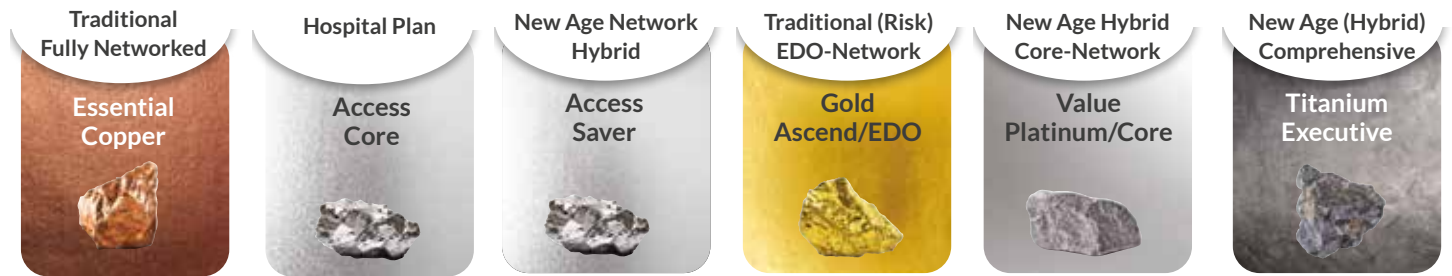 Traditional
Fully Networked
Essential
Copper
Hospital Plan
Access
Core
New Age Network
Hybrid
Access
Saver
Traditional (Risk)
EDO-Network
Gold
Ascend/EDO
New Age Hybrid
Core-Network
Value
Platinum/Core
New Age (Hybrid)
Comprehensive
Titanium
Executive